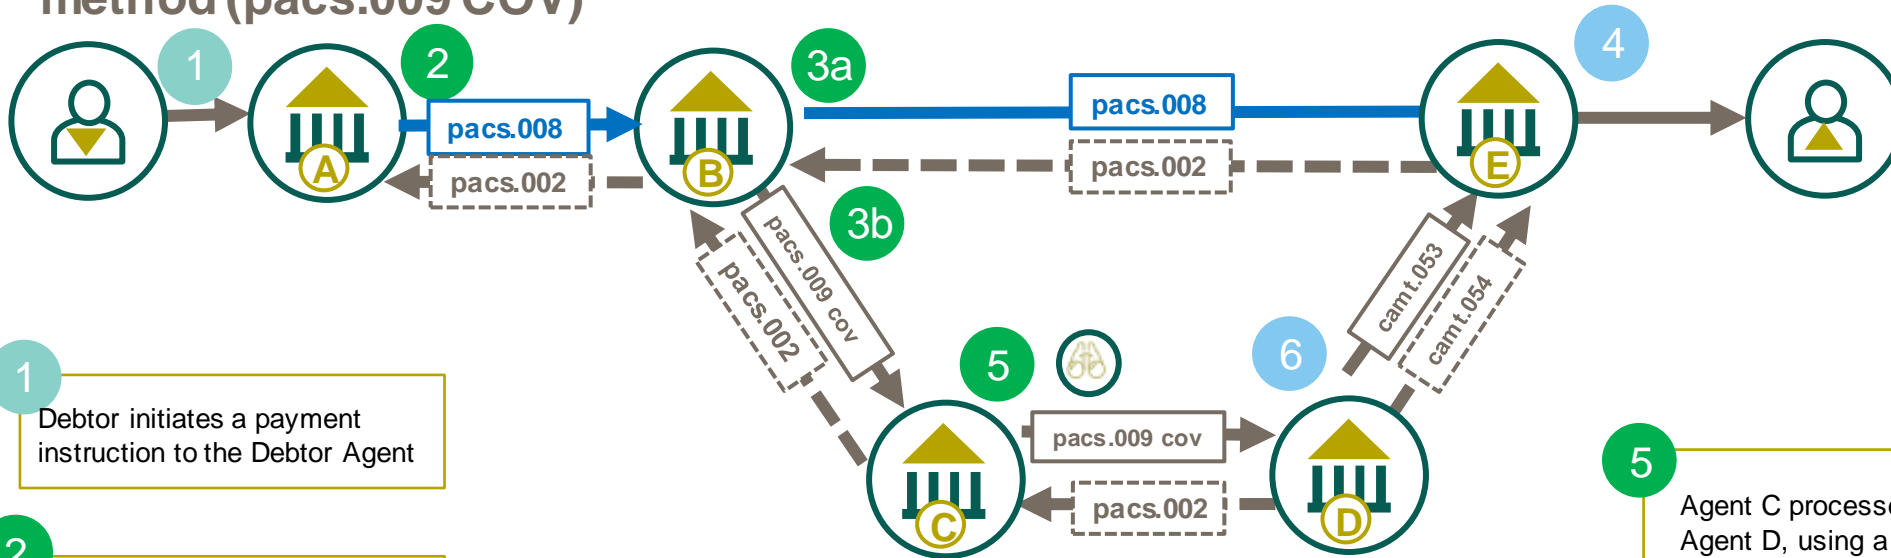 method (pacs.009 COV)
1
2
3a
4
pacs.008
pacs.008
pacs.002
pacs.002
A
B
E
3b
pacs.009 cov
pacs.002
camt.053
camt.054
5
6
pacs.009 cov
pacs.002
C
D
1
Debtor initiates a payment
instruction to the Debtor Agent
2
5
Agent C process
Agent D, using a